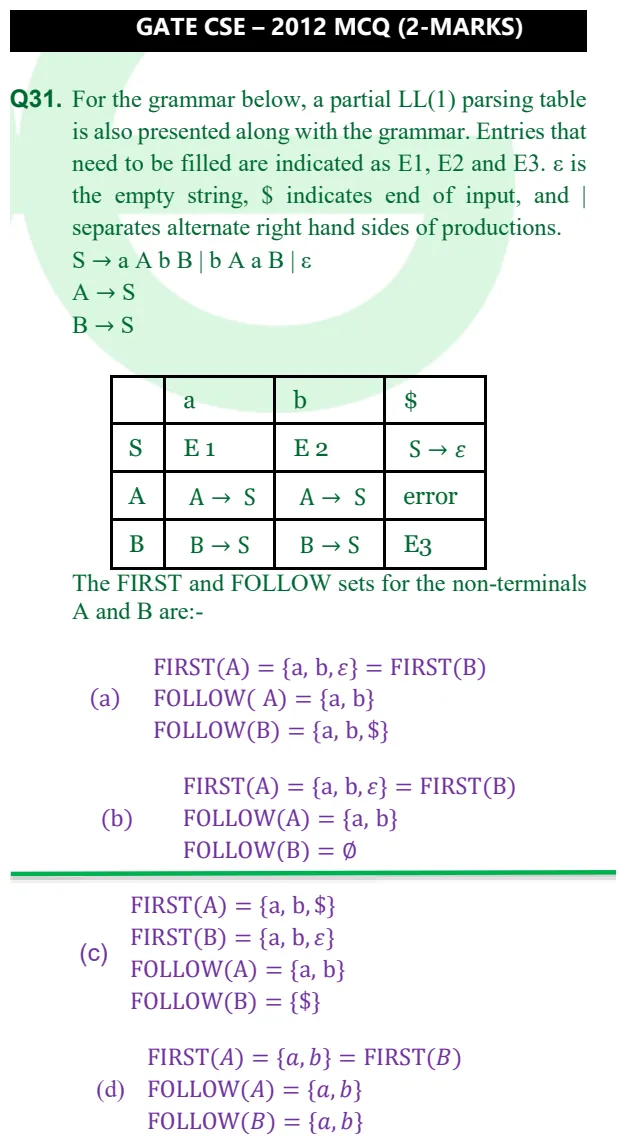 GATE CSE – 2012 MCQ (2-MARKS)
Q31. For the grammar below, a partial LL(1) parsing table
is also presented along with the grammar. Entries that
need to be filled are indicated as E1, E2 and E3. ε is
the empty string, $ indicates end of input, and |
separates alternate right hand sides of productions.
S → a A b B | b A a B | ε
A → S
B → S
a b $
S E 1 E 2 S → ε
A A → S A → S error
B B → S B → S E3
The FIRST and FOLLOW sets for the non-terminals
A and B are:-
FIRST(A) = {a, b, ε} = FIRST(B)
(a) FOLLOW( A) = {a, b}
FOLLOW(B) = {a, b, $}
FIRST(A) = {a, b, ε} = FIRST(B)
(b) FOLLOW(A) = {a, b}
FOLLOW(B) = ∅
FIRST(A) = {a, b, $}
FIRST(B) = {a, b, ε}
(c) FOLLOW(A) = {a, b}
FOLLOW(B) = {$}
FIRST(A) = {a, b} = FIRST(B)
(d) FOLLOW(A) = {a, b}
FOLLOW(B) = {a, b}